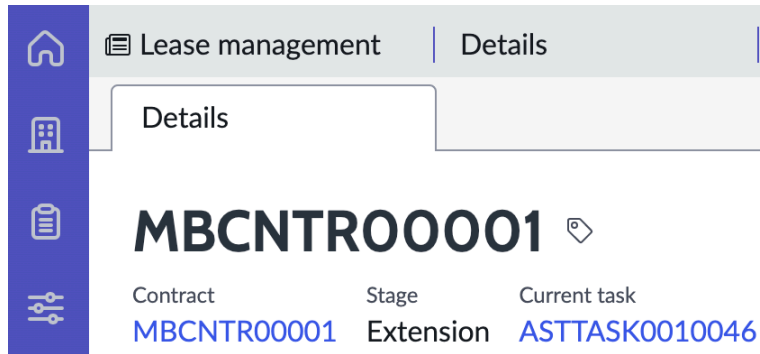 Lease management Details
Details
MBCNTR00001
Contract Stage Current task
MBCNTR00001 Extension ASTTASK0010046